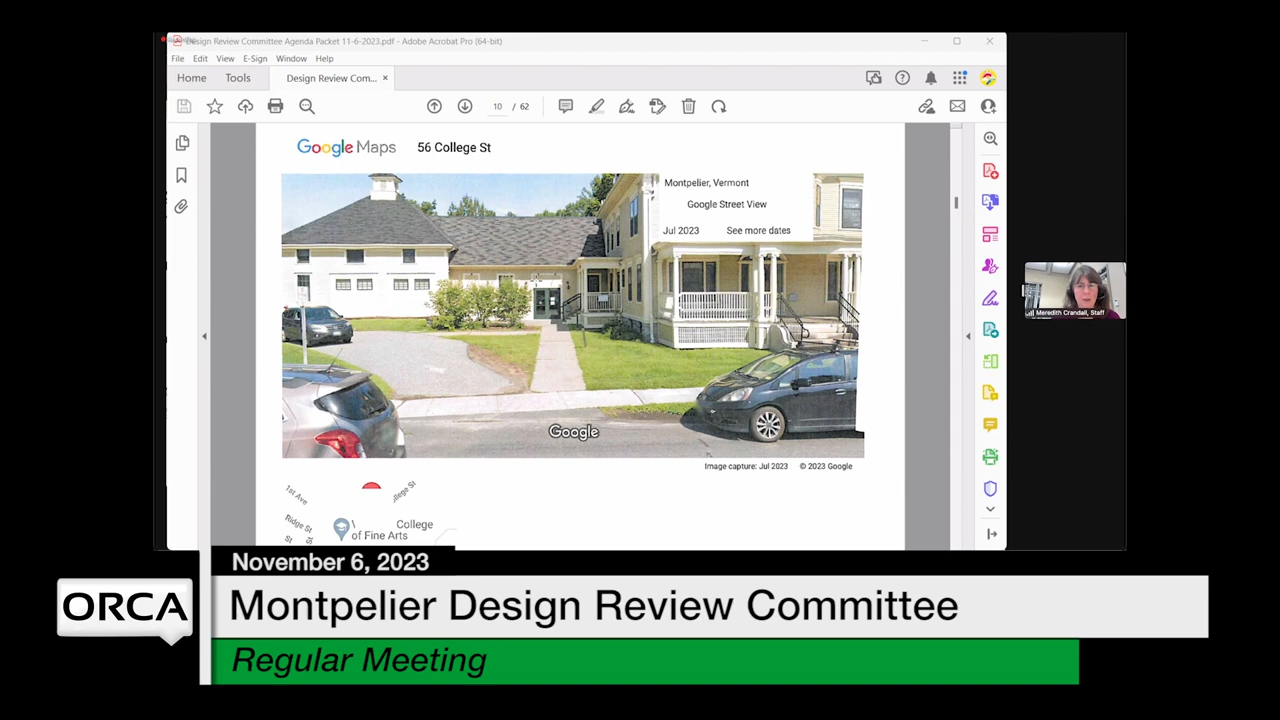 Design Review Committee Agenda Packet 11-6-2023.pdf - Adobe Acrobat Pro (64-bit)
File Edit View E-Sign Window Help
Home Tools Design Review Com... ×
10 / 62
Google Maps 56 College St
Montpelier, Vermont
Google Street View
Jul 2023 See more dates
Google
Image capture: Jul 2023 © 2023 Google
1st Ave
Ridge St
St
College
of Fine Arts
Meredith Crandall, Staff
November 6, 2023
ORCA
Montpelier Design Review Committee
Regular Meeting